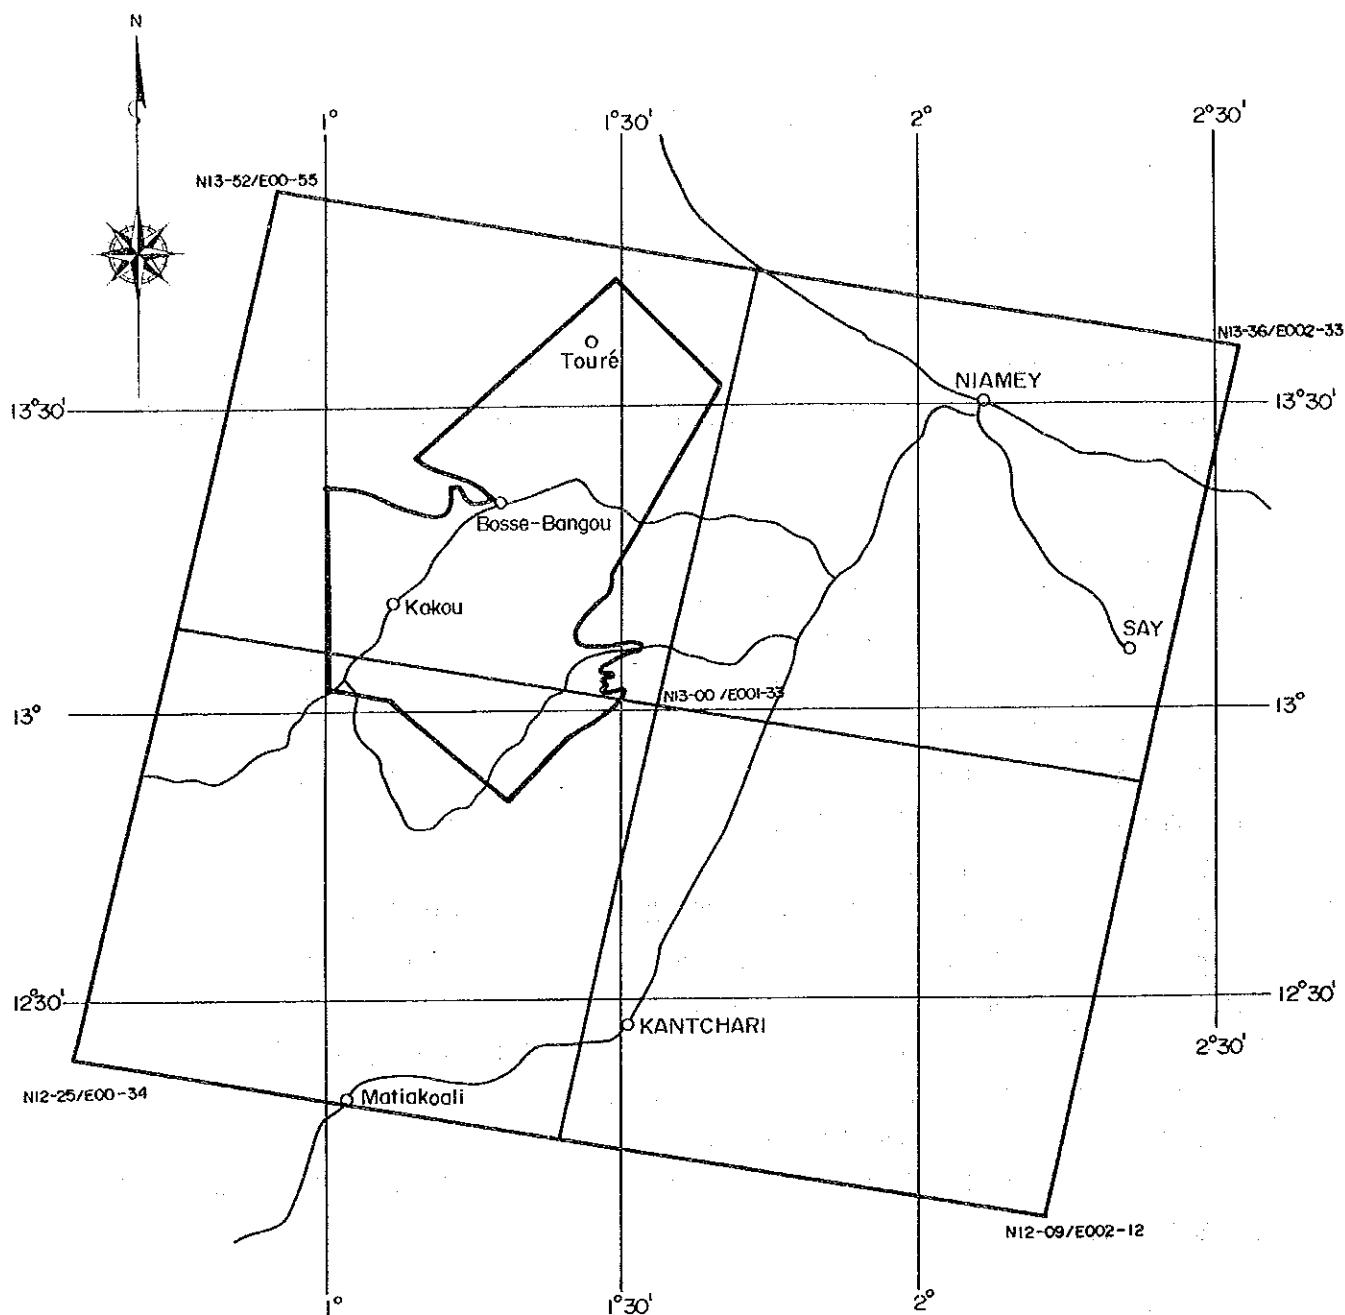 N
1° 1°30' 2° 2°30'
N13-52/E00-55
N13-36/E002-33
Touré
NIAMEY
13°30' 13°30'
Bosse-Bangou
Kakou
SAY
N13-00/E001-33
13° 13°
12°30' 12°30'
KANTCHARI
2°30'
N12-25/E00-34
Matiakoali
N12-09/E002-12
1° 1°30' 2°